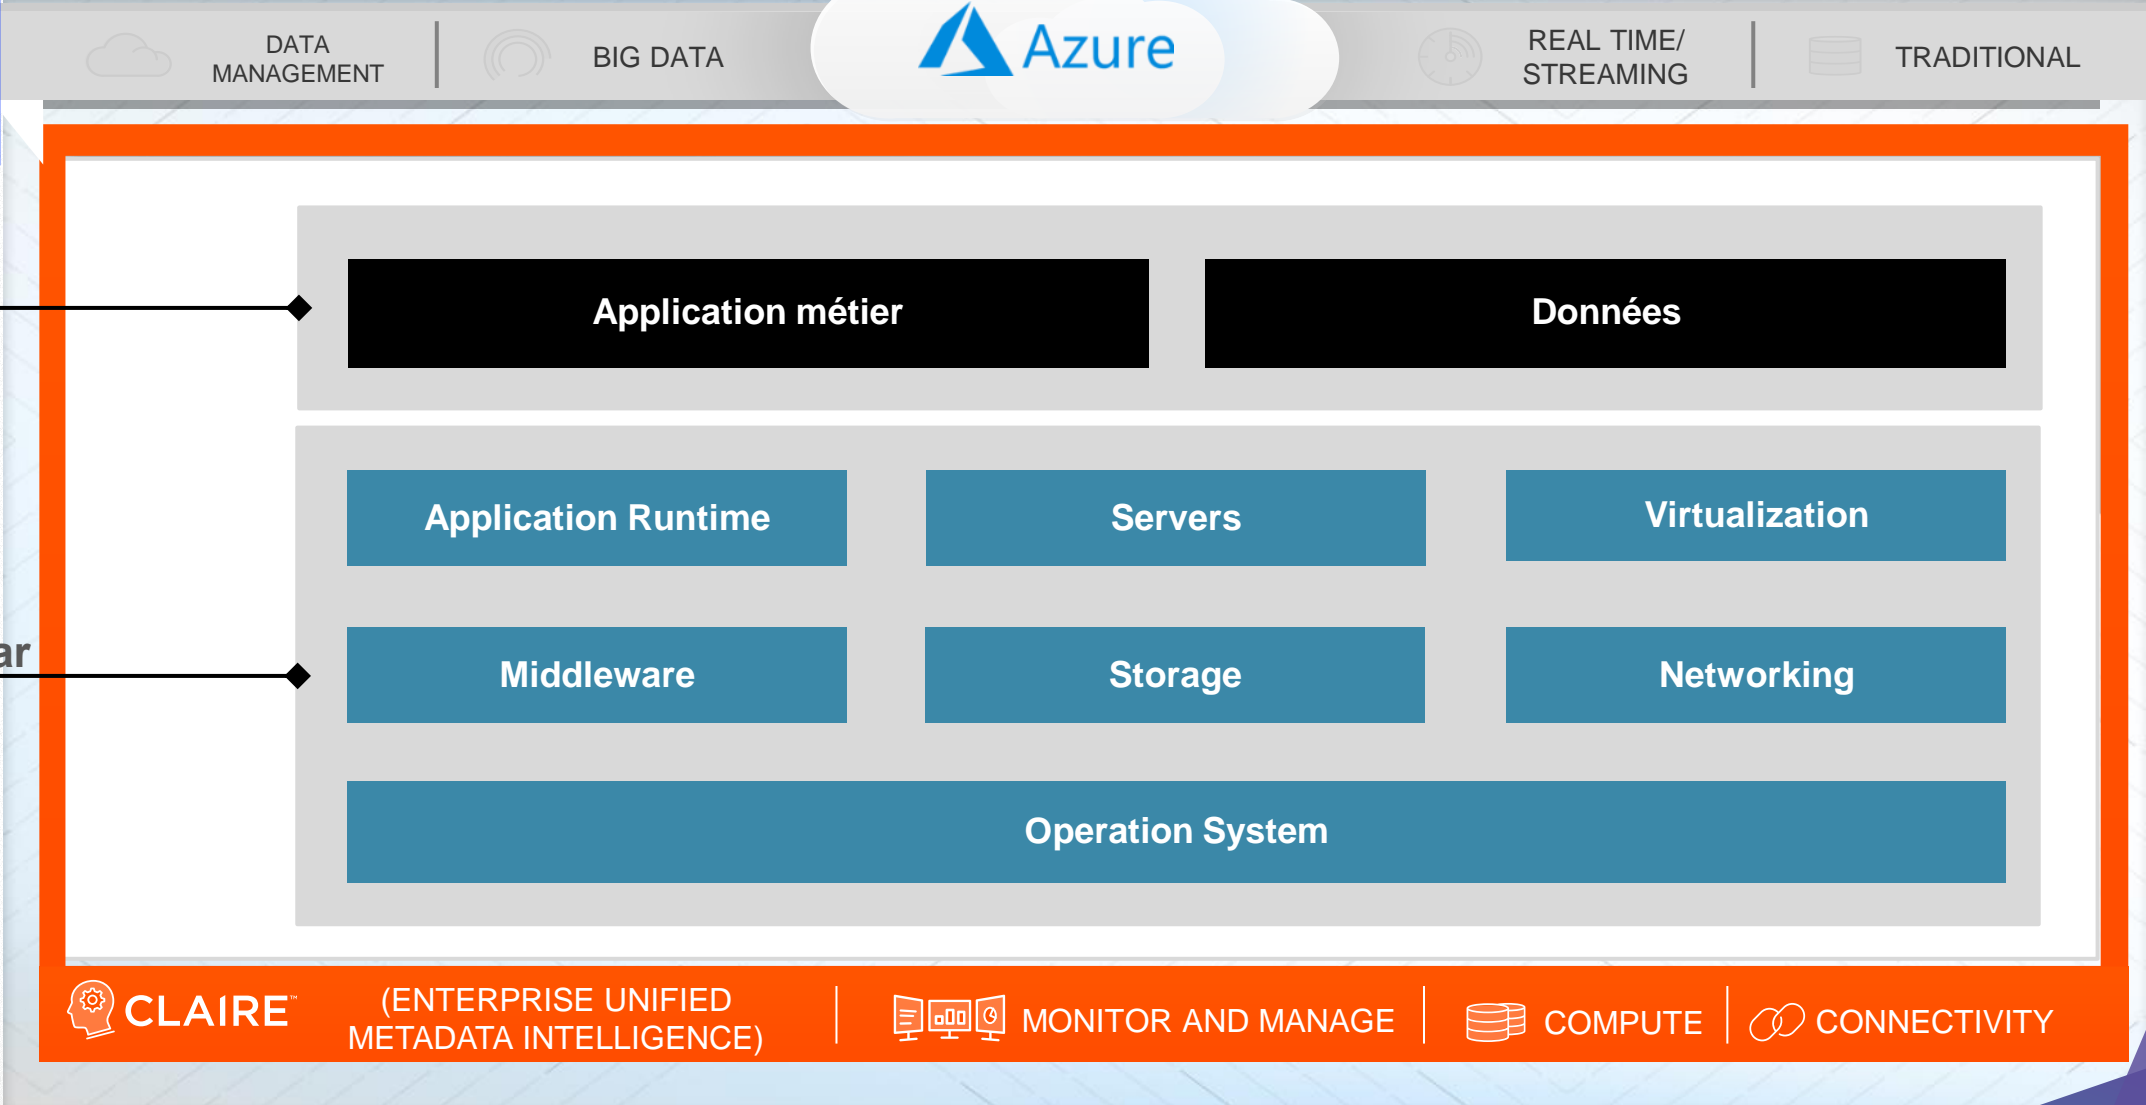 DATA
MANAGEMENT
BIG DATA
Azure
REAL TIME/
STREAMING
TRADITIONAL
Application métier
Données
Application Runtime
Servers
Virtualization
ar
Middleware
Storage
Networking
Operation System
CLAIRE™
(ENTERPRISE UNIFIED
METADATA INTELLIGENCE)
MONITOR AND MANAGE
COMPUTE
CONNECTIVITY